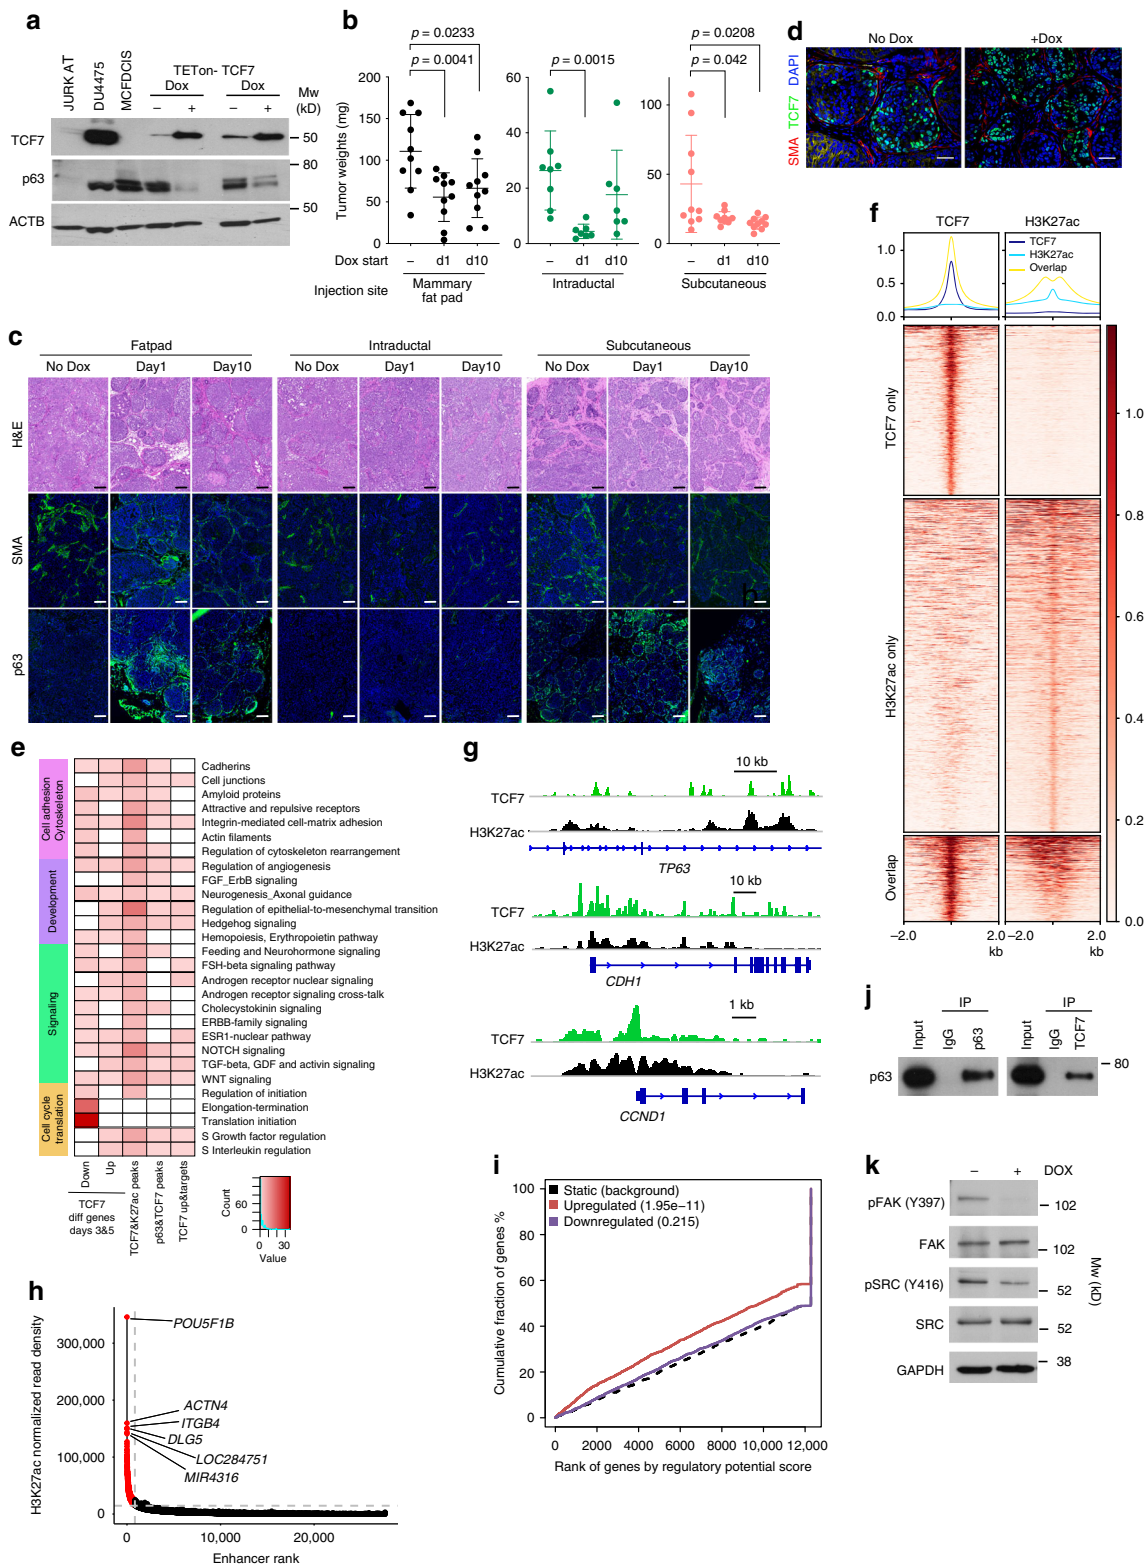 a
JURK AT
DU4475
MCFDCIS
TETon- TCF7
Dox
Dox
– + – +
Mw
(kD)
TCF7
50
p63
80
ACTB
50
b
p = 0.0233
p = 0.0041
p = 0.0015
p = 0.0208
p = 0.042
Tumor weights (mg)
200
150
100
50
0
60
40
20
0
100
50
0
Dox start
– d1 d10
– d1 d10
– d1 d10
Injection site
Mammary
fat pad
Intraductal
Subcutaneous
c
Fatpad
Intraductal
Subcutaneous
No Dox Day1 Day10
No Dox Day1 Day10
No Dox Day1 Day10
H&E
SMA
p63
h
d
No Dox
+Dox
SMA TCF7 DAPI
e
Cell adhesion
Cytoskeleton
Development
Signaling
Cell cycle
translation
Cadherins
Cell junctions
Amyloid proteins
Attractive and repulsive receptors
Integrin-mediated cell-matrix adhesion
Actin filaments
Regulation of cytoskeleton rearrangement
Regulation of angiogenesis
FGF_ErbB signaling
Neurogenesis_Axonal guidance
Regulation of epithelial-to-mesenchymal transition
Hedgehog signaling
Hemopoiesis, Erythropoietin pathway
Feeding and Neurohormone signaling
FSH-beta signaling pathway
Androgen receptor nuclear signaling
Androgen receptor signaling cross-talk
Cholecystokinin signaling
ERBB-family signaling
ESR1-nuclear pathway
NOTCH signaling
TGF-beta, GDF and activin signaling
WNT signaling
Regulation of initiation
Elongation-termination
Translation initiation
S Growth factor regulation
S Interleukin regulation
Down
Up
TCF7&K27ac peaks
p63&TCF7 peaks
TCF7 up&targets
TCF7
diff genes
days 3&5
Count
60
0
0 30
Value
f
TCF7
H3K27ac
TCF7
H3K27ac
Overlap
1.0
0.5
0.0
TCF7 only
H3K27ac only
Overlap
−2.0 2.0
kb
−2.0 2.0
kb
1.0
0.8
0.6
0.4
0.2
0.0
g
10 kb
TCF7
H3K27ac
TP63
10 kb
TCF7
H3K27ac
CDH1
1 kb
TCF7
H3K27ac
CCND1
h
H3K27ac normalized read density
300,000
200,000
100,000
0
POU5F1B
ACTN4
ITGB4
DLG5
LOC284751
MIR4316
0 10,000 20,000
Enhancer rank
i
Static (background)
Upregulated (1.95e−11)
Downregulated (0.215)
Cumulative fraction of genes %
100
80
60
40
20
0
0 2000 4000 6000 8000 10,000 12,000
Rank of genes by regulatory potential score
j
IP
IP
Input
IgG
p63
Input
IgG
TCF7
p63
80
k
– + DOX
pFAK (Y397)
102
FAK
102
pSRC (Y416)
52
SRC
52
GAPDH
38
Mw (kD)